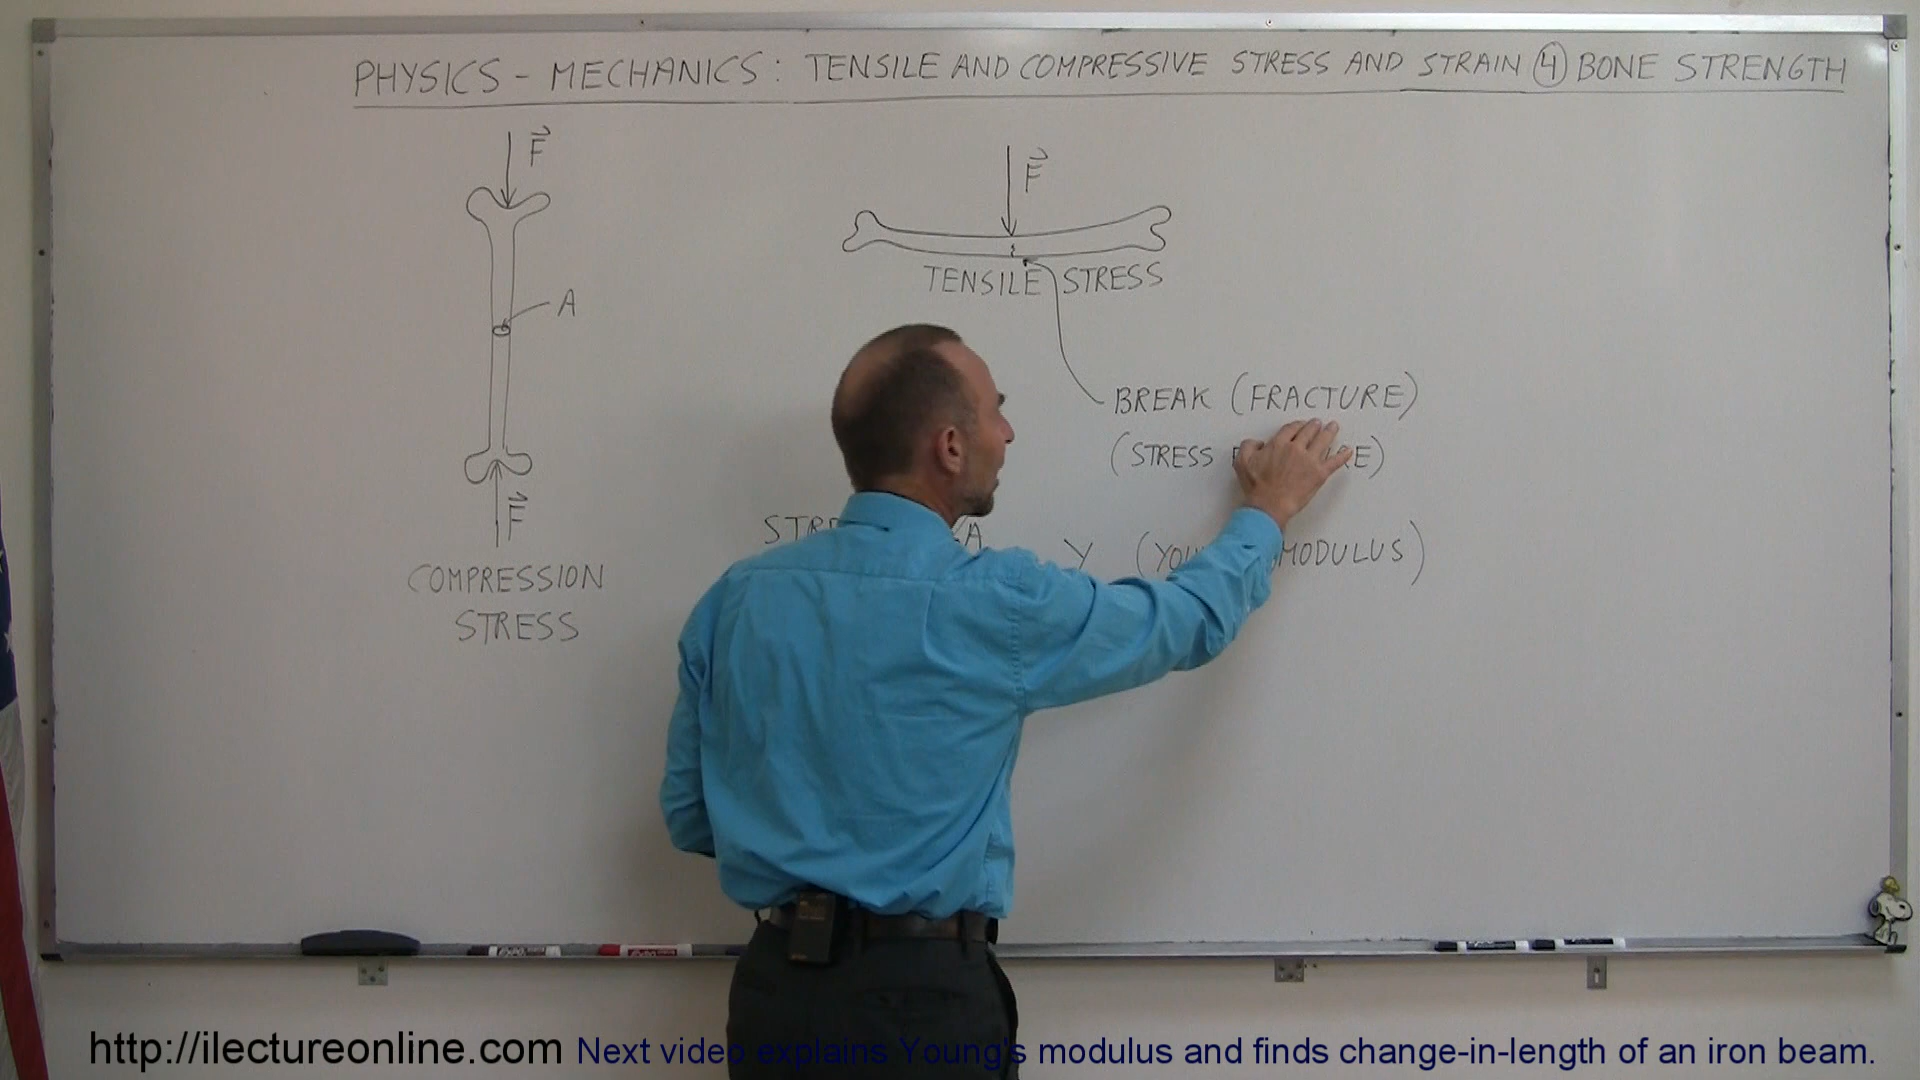 PHYSICS - MECHANICS: TENSILE AND COMPRESSIVE STRESS AND STRAIN ④ BONE STRENGTH
F
F
A
TENSILE STRESS
BREAK (FRACTURE)
(STRESS
A
Y
MODULUS)
F
COMPRESSION
STRESS
http://ilectureonline.com Next video explains Young's modulus and finds change-in-length of an iron beam.